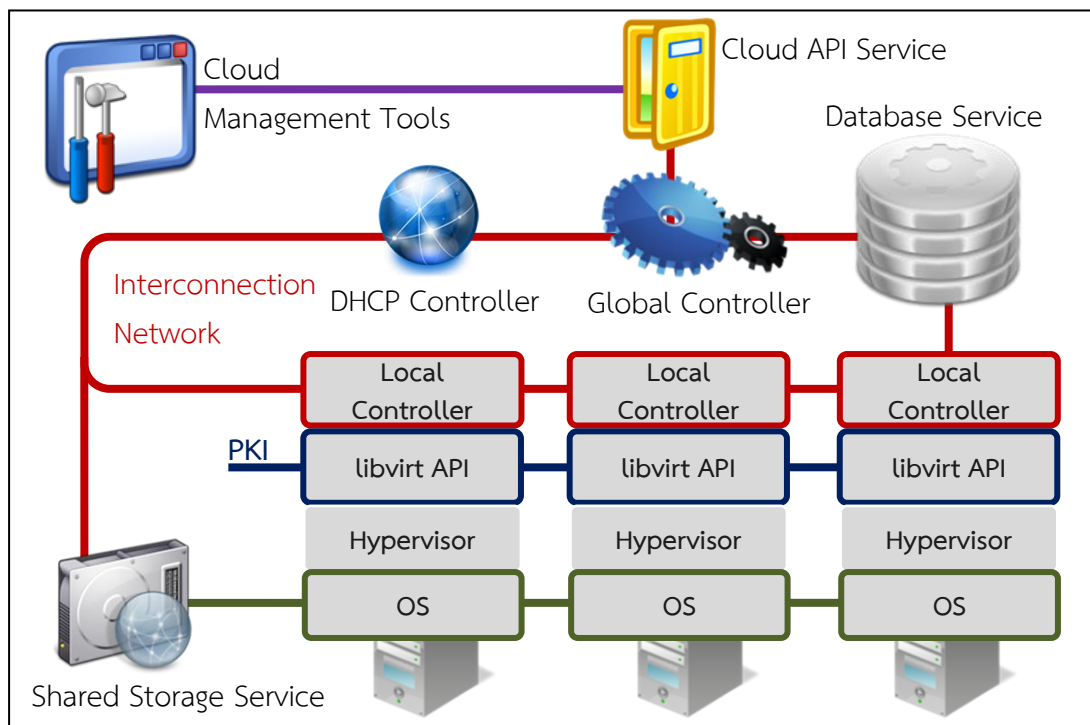 Cloud
Management Tools
Cloud API Service
Database Service
Interconnection
Network
DHCP Controller
Global Controller
Local
Controller
Local
Controller
Local
Controller
PKI
libvirt API
libvirt API
libvirt API
Hypervisor
Hypervisor
Hypervisor
OS
OS
OS
Shared Storage Service